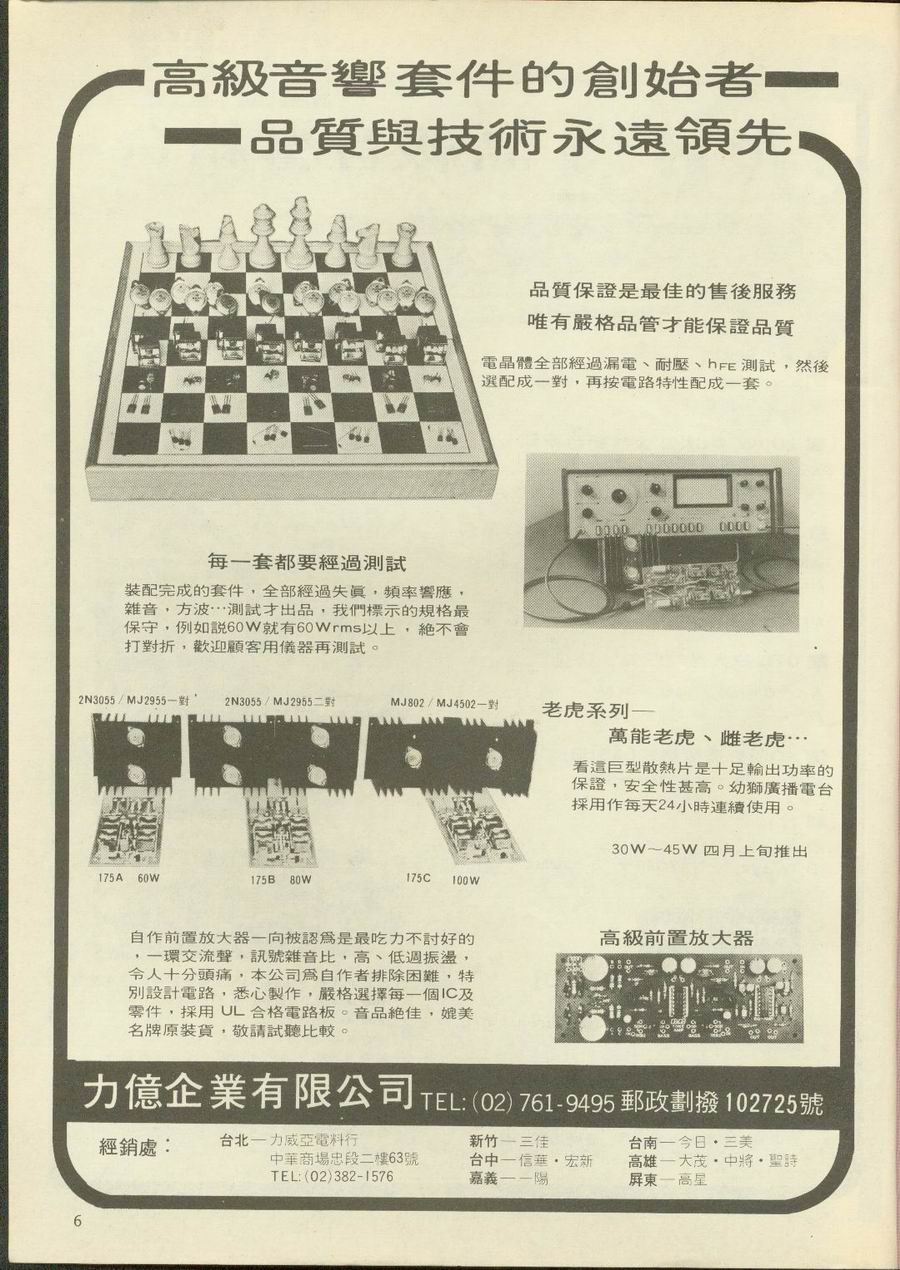 高級音響套件的創始者
品質與技術永遠領先
品質保證是最佳的售後服務
唯有嚴格品管才能保證品質
電晶體全部經過漏電、耐壓、hFE 測試，然後
選配成一對，再按電路特性配成一套。
每一套都要經過測試
裝配完成的套件，全部經過失眞，頻率響應，
雜音，方波…測試才出品，我們標示的規格最
保守，例如説60W就有60Wrms以上，絕不會
打對折，歡迎顧客用儀器再測試。
2N3055 / MJ2955一對
2N3055 / MJ2955二對
MJ802 / MJ4502一對
175A 60W
175B 80W
175C 100W
老虎系列—
萬能老虎、雌老虎…
看這巨型散熱片是十足輸出功率的
保證，安全性甚高。幼獅廣播電台
採用作每天24小時連續使用。
30W～45W 四月上旬推出
自作前置放大器一向被認爲是最吃力不討好的
，一環交流聲，訊號雜音比，高、低週振盪，
令人十分頭痛，本公司爲自作者排除困難，特
別設計電路，悉心製作，嚴格選擇每一個IC及
零件，採用 UL 合格電路板。音品絶佳，媲美
名牌原裝貨，敬請試聽比較。
高級前置放大器
力億企業有限公司 TEL: (02) 761-9495 郵政劃撥 102725號
經銷處：
台北—力威亞電料行
中華商場忠段二樓63號
TEL: (02)382-1576
新竹—三佳
台中—信華・宏新
嘉義—一陽
台南—今日・三美
高雄—大茂・中將・聖詩
屏東—高星
6